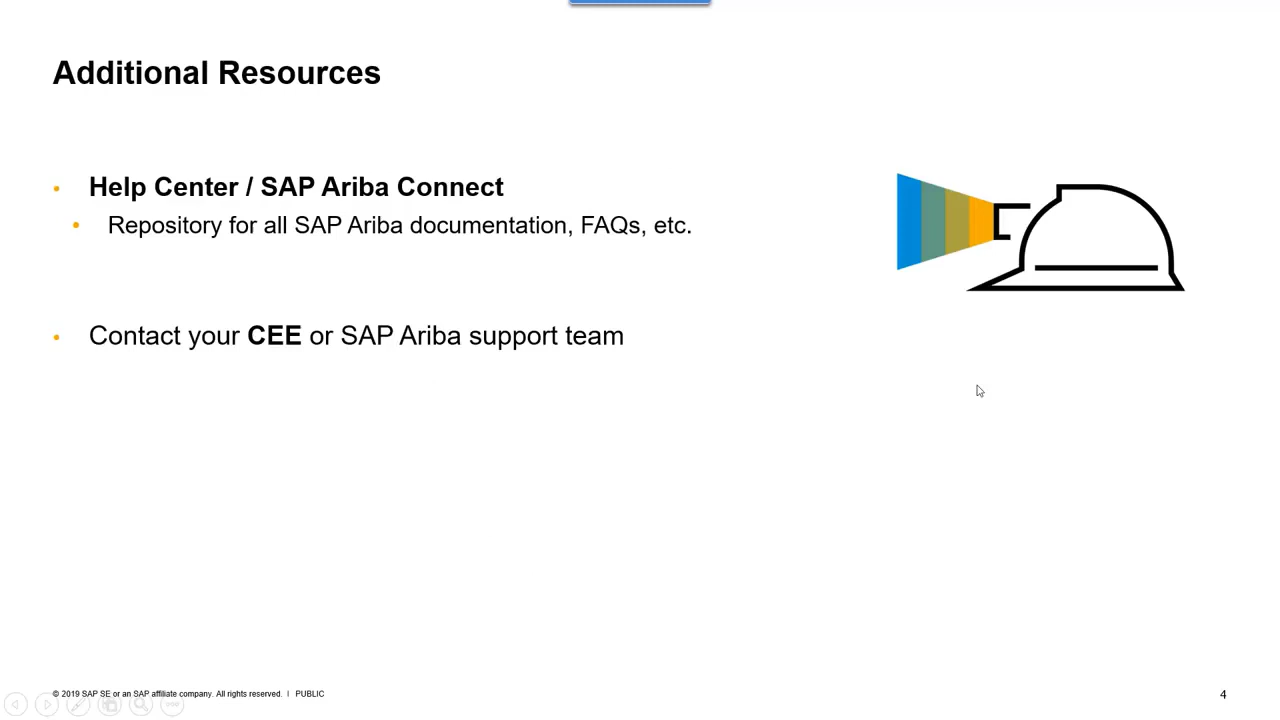 Additional Resources
• Help Center / SAP Ariba Connect
• Repository for all SAP Ariba documentation, FAQs, etc.
• Contact your CEE or SAP Ariba support team
© 2019 SAP SE or an SAP affiliate company. All rights reserved. | PUBLIC
4